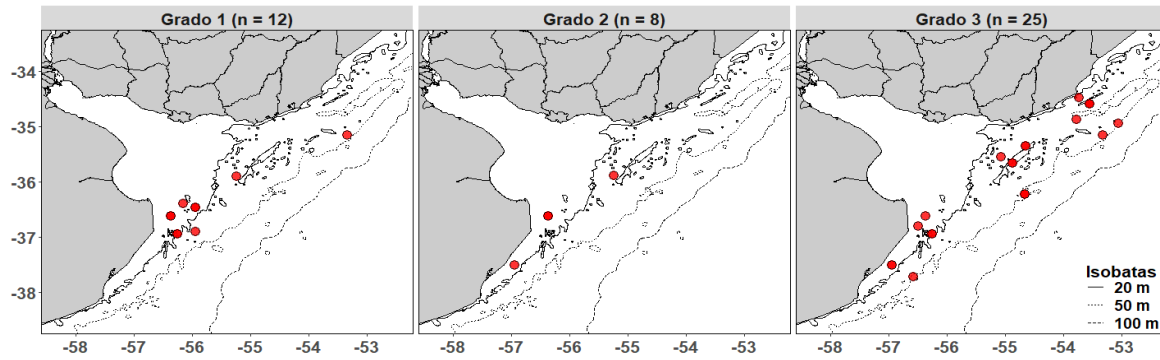 Grado 1 (n = 12)
Grado 2 (n = 8)
Grado 3 (n = 25)
-34
-35
-36
-37
-38
Isobatas
20 m
50 m
100 m
-58 -57 -56 -55 -54 -53
-58 -57 -56 -55 -54 -53
-58 -57 -56 -55 -54 -53